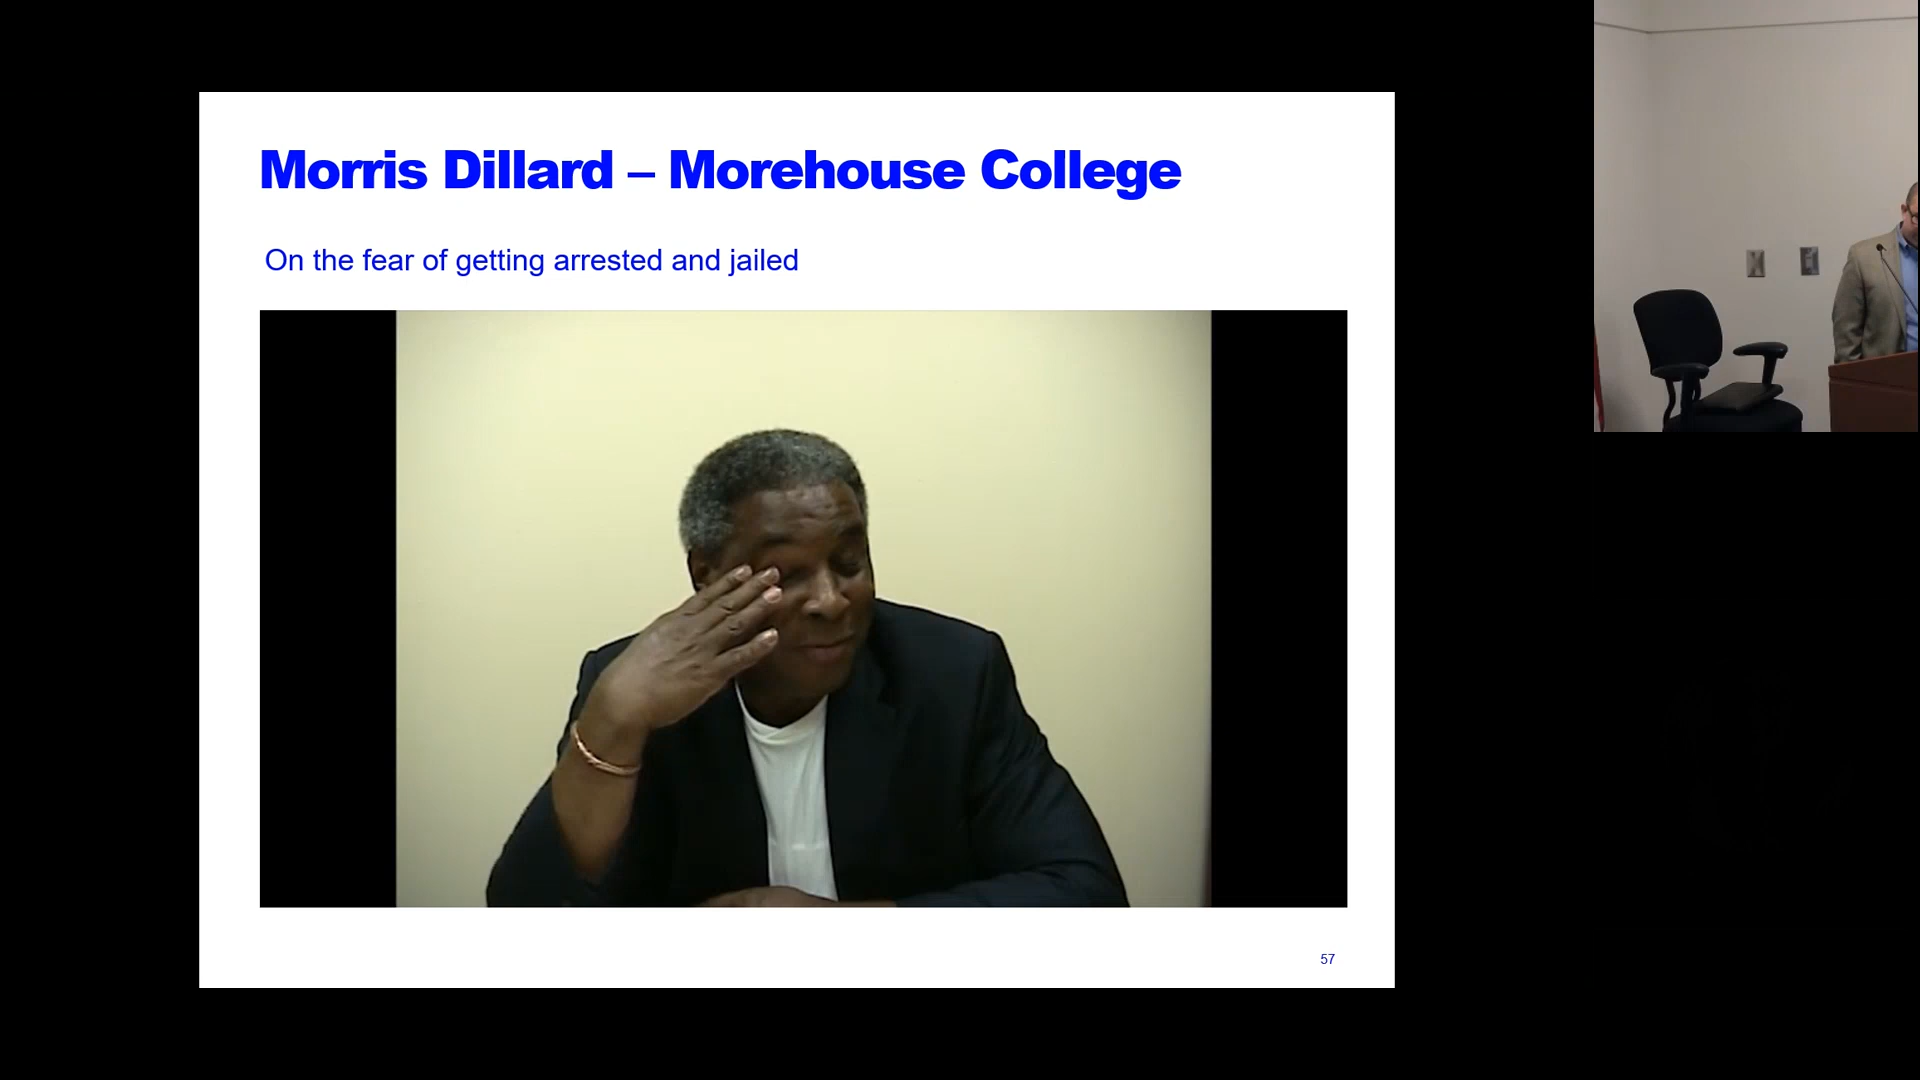 Morris Dillard – Morehouse College
On the fear of getting arrested and jailed
57